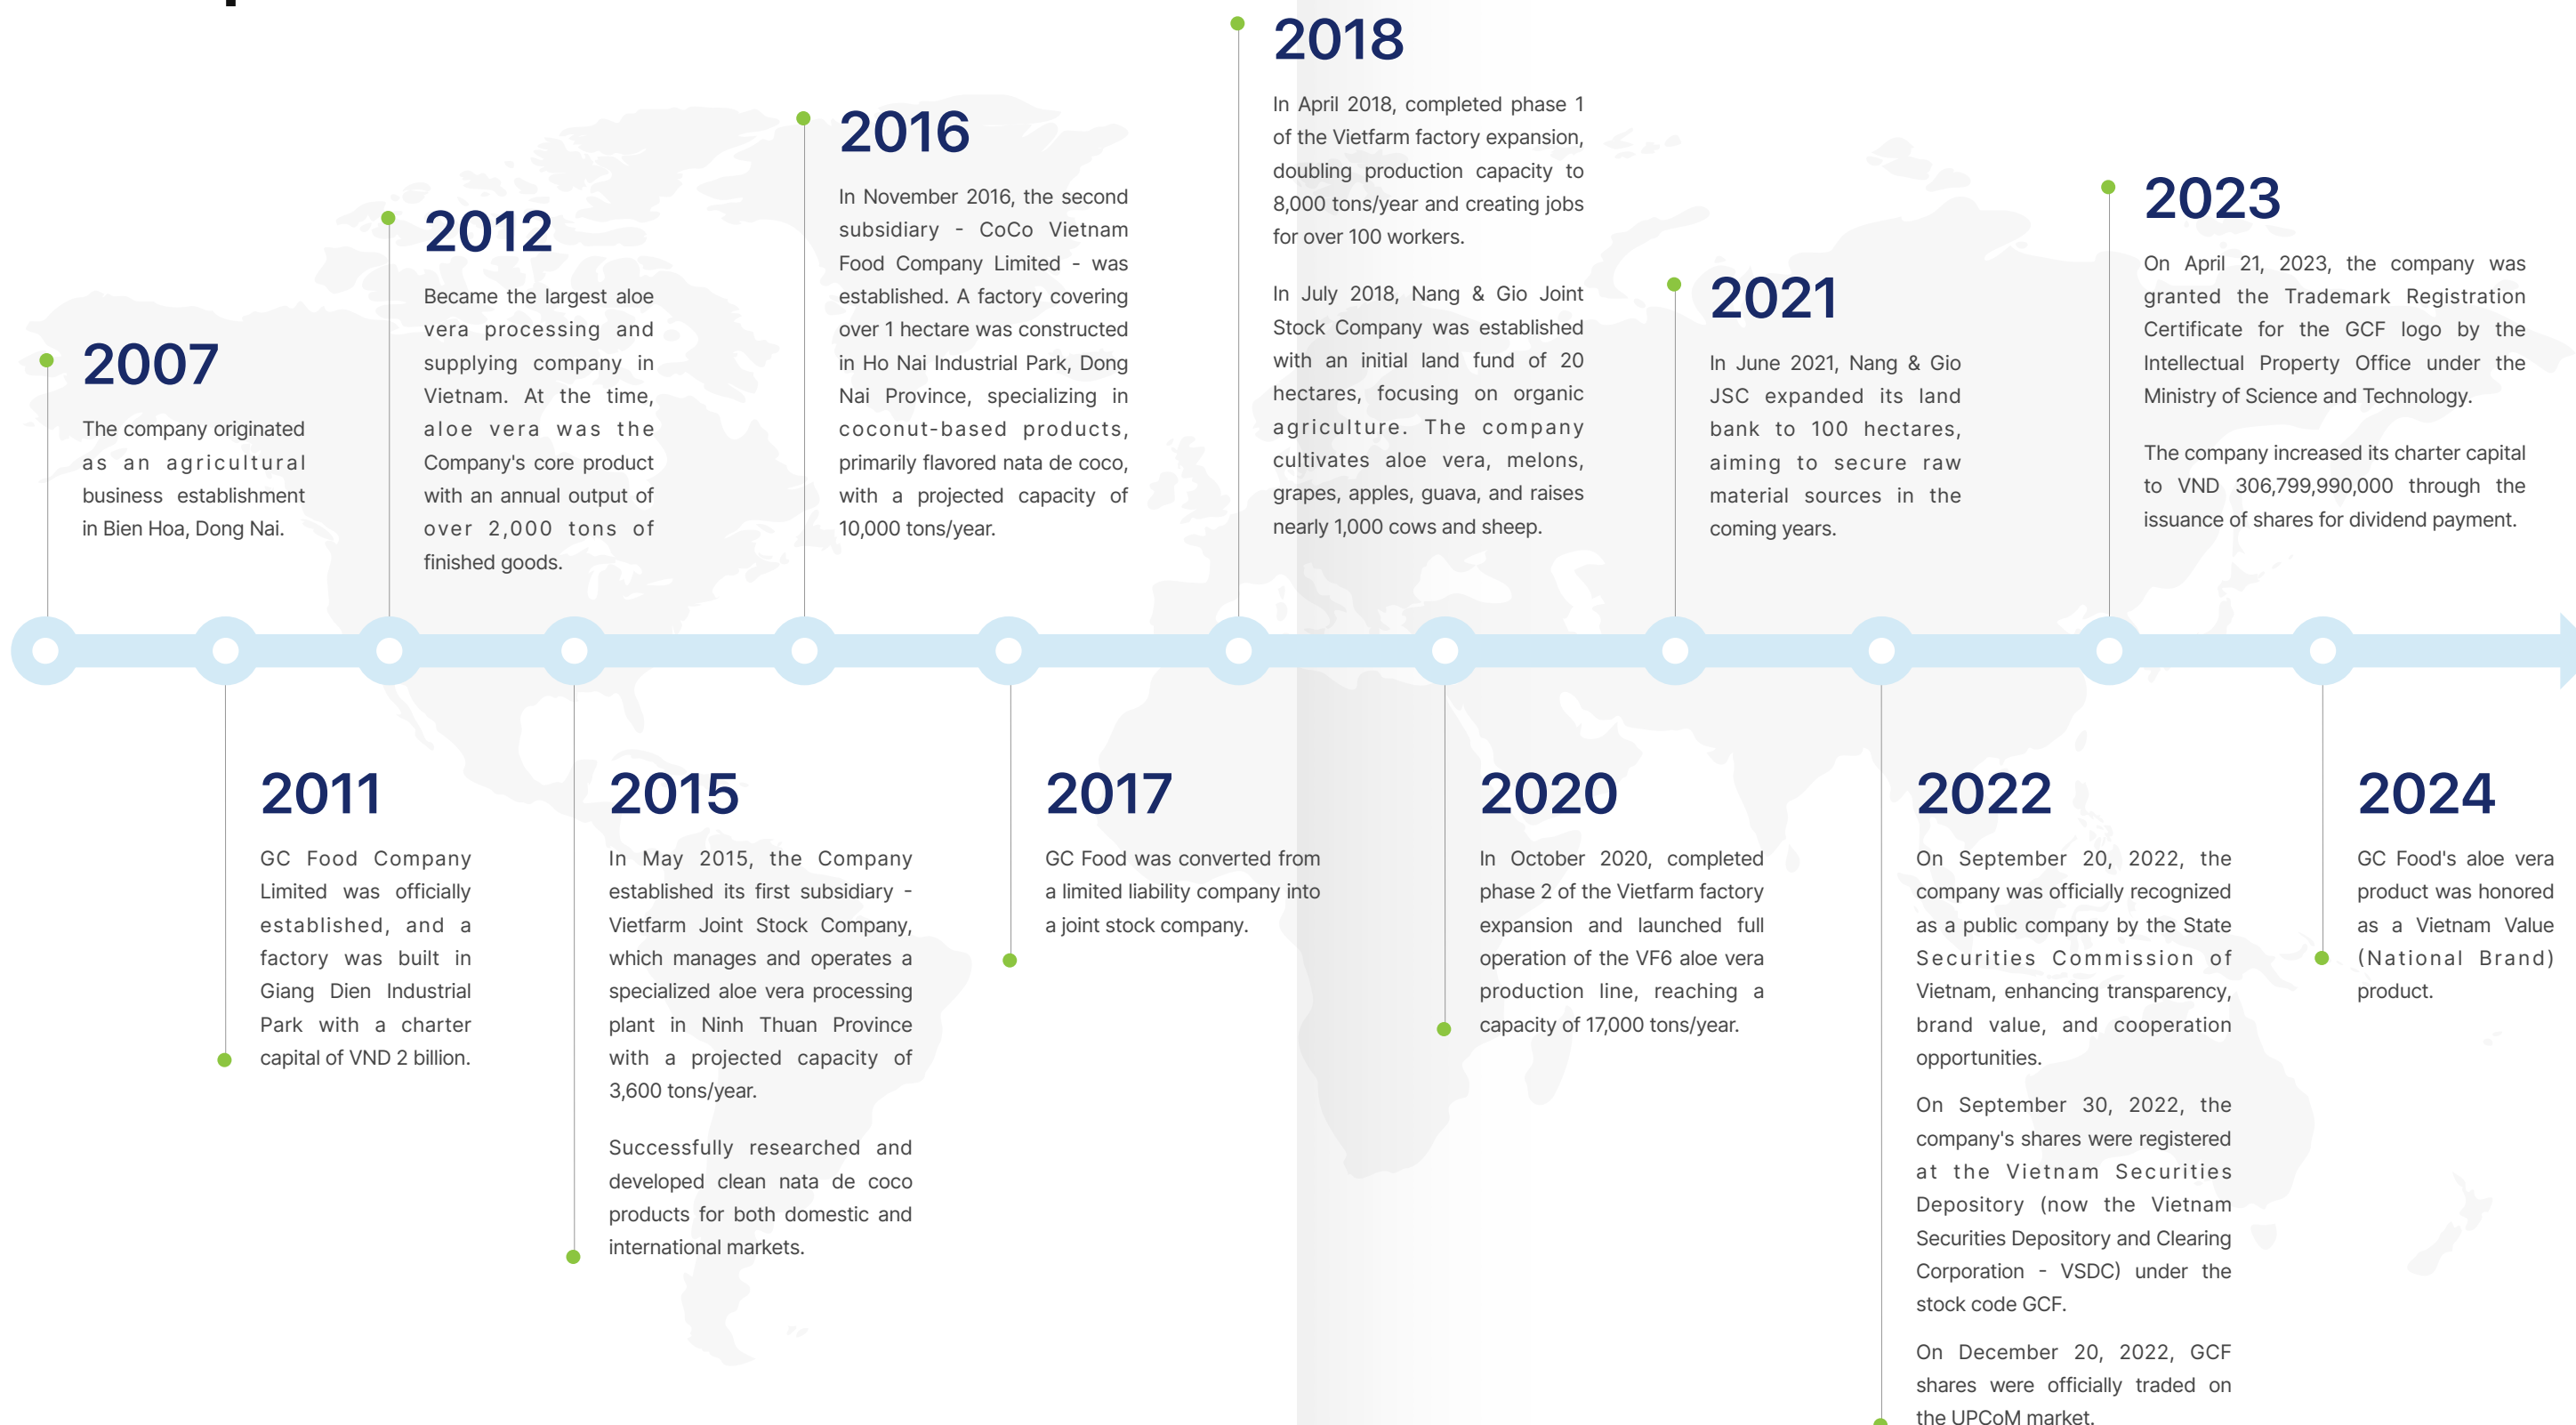 2007
The company originated
as an agricultural
business establishment
in Bien Hoa, Dong Nai.
2011
GC Food Company
Limited was officially
established, and a
factory was built in
Giang Dien Industrial
Park with a charter
capital of VND 2 billion.
2012
Became the largest aloe
vera processing and
supplying company in
Vietnam. At the time,
aloe vera was the
Company's core product
with an annual output of
over 2,000 tons of
finished goods.
2015
In May 2015, the Company
established its first subsidiary -
Vietfarm Joint Stock Company,
which manages and operates a
specialized aloe vera processing
plant in Ninh Thuan Province
with a projected capacity of
3,600 tons/year.
Successfully researched and
developed clean nata de coco
products for both domestic and
international markets.
2016
In November 2016, the second
subsidiary - CoCo Vietnam
Food Company Limited - was
established. A factory covering
over 1 hectare was constructed
in Ho Nai Industrial Park, Dong
Nai Province, specializing in
coconut-based products,
primarily flavored nata de coco,
with a projected capacity of
10,000 tons/year.
2017
GC Food was converted from
a limited liability company into
a joint stock company.
2018
In April 2018, completed phase 1
of the Vietfarm factory expansion,
doubling production capacity to
8,000 tons/year and creating jobs
for over 100 workers.
In July 2018, Nang & Gio Joint
Stock Company was established
with an initial land fund of 20
hectares, focusing on organic
agriculture. The company
cultivates aloe vera, melons,
grapes, apples, guava, and raises
nearly 1,000 cows and sheep.
2020
In October 2020, completed
phase 2 of the Vietfarm factory
expansion and launched full
operation of the VF6 aloe vera
production line, reaching a
capacity of 17,000 tons/year.
2021
In June 2021, Nang & Gio
JSC expanded its land
bank to 100 hectares,
aiming to secure raw
material sources in the
coming years.
2022
On September 20, 2022, the
company was officially recognized
as a public company by the State
Securities Commission of
Vietnam, enhancing transparency,
brand value, and cooperation
opportunities.
On September 30, 2022, the
company's shares were registered
at the Vietnam Securities
Depository (now the Vietnam
Securities Depository and Clearing
Corporation - VSDC) under the
stock code GCF.
On December 20, 2022, GCF
shares were officially traded on
the UPCoM market.
2023
On April 21, 2023, the company was
granted the Trademark Registration
Certificate for the GCF logo by the
Intellectual Property Office under the
Ministry of Science and Technology.
The company increased its charter capital
to VND 306,799,990,000 through the
issuance of shares for dividend payment.
2024
GC Food's aloe vera
product was honored
as a Vietnam Value
(National Brand)
product.